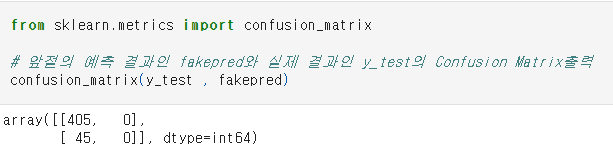 from sklearn.metrics import confusion_matrix
# 앞절의 예측 결과인 fakepred와 실제 결과인 y_test의 Confusion Matrix출력
confusion_matrix(y_test , fakepred)
array([[405,   0],
       [ 45,   0]], dtype=int64)